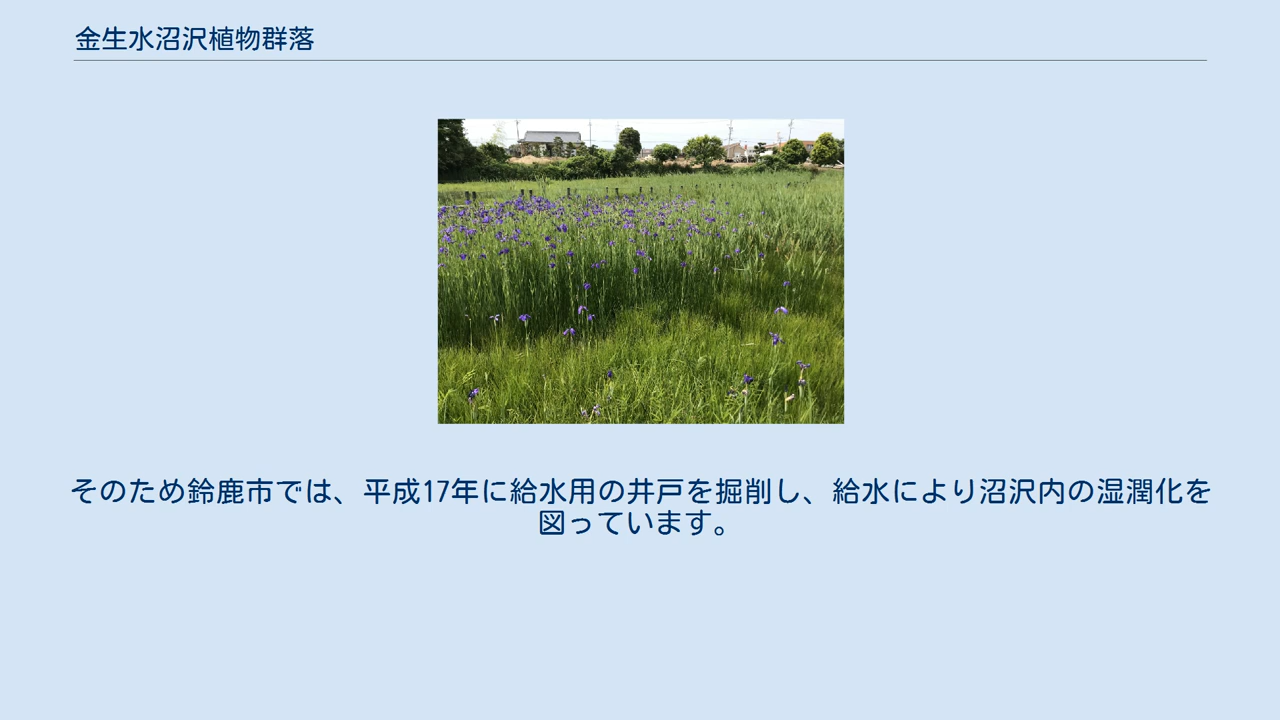 金生水沼沢植物群落
そのため鈴鹿市では、平成17年に給水用の井戸を掘削し、給水により沼沢内の湿潤化を
図っています。